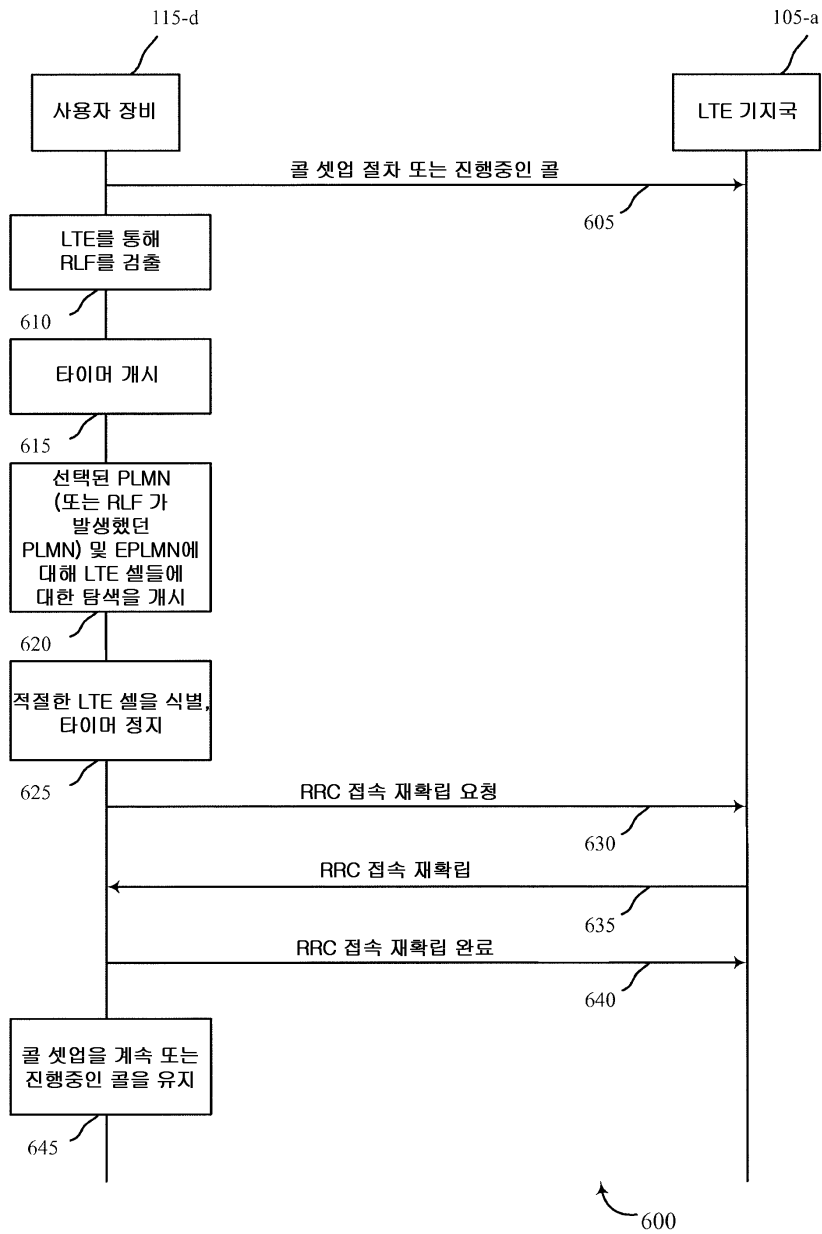 115-d
105-a
사용자 장비
LTE 기지국
콜 셋업 절차 또는 진행중인 콜
605
LTE를 통해
RLF를 검출
610
타이머 개시
615
선택된 PLMN
(또는 RLF 가
발생했던
PLMN) 및 EPLMN에
대해 LTE 셀들에
대한 탐색을 개시
620
적절한 LTE 셀을 식별,
타이머 정지
625
RRC 접속 재확립 요청
630
RRC 접속 재확립
635
RRC 접속 재확립 완료
640
콜 셋업을 계속 또는
진행중인 콜을 유지
645
600